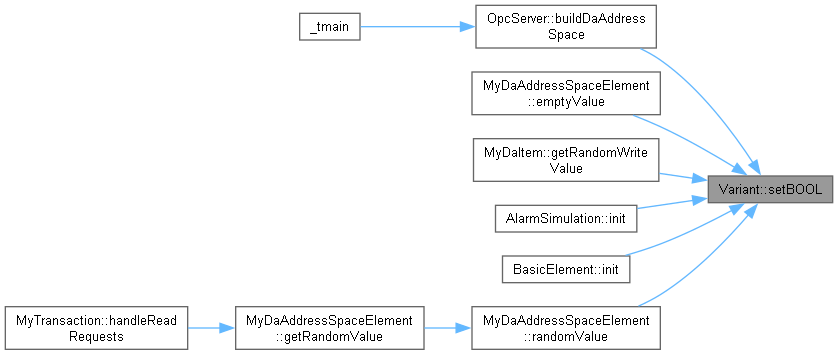 _tmain
OpcServer::buildDaAddress
Space
MyDaAddressSpaceElement
::emptyValue
MyDaItem::getRandomWrite
Value
Variant::setBOOL
AlarmSimulation::init
BasicElement::init
MyTransaction::handleRead
Requests
MyDaAddressSpaceElement
::getRandomValue
MyDaAddressSpaceElement
::randomValue